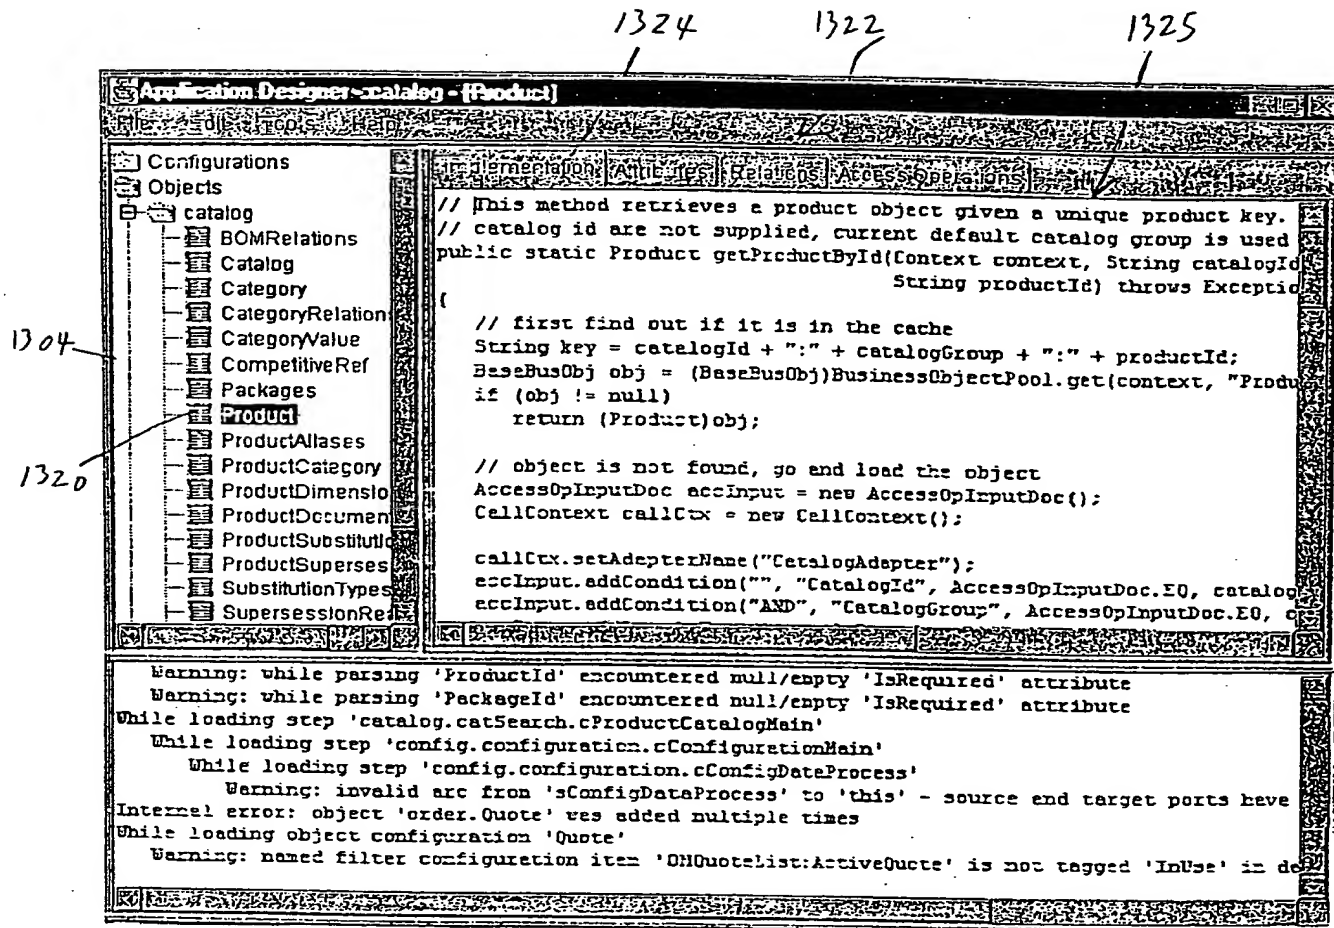 1324 1322 1325
Application Designer - catalog - [Product]
File Edit Tools Help
Configurations
Objects
catalog
BOMRelations
Catalog
Category
CategoryRelation
CategoryValue
CompetitiveRef
Packages
Product
ProductAliases
ProductCategory
ProductDimensio
ProductDocumen
ProductSubstitutio
ProductSuperses
SubstitutionTypes
SupersessionRea
1304
1320
Implementation Attributes Relations Access Operations
// This method retrieves a product object given a unique product key.
// catalog id are not supplied, current default catalog group is used
public static Product getProductById(Context context, String catalogId
String productId) throws Exceptio
{
// first find out if it is in the cache
String key = catalogId + ":" + catalogGroup + ":" + productId;
BaseBusObj obj = (BaseBusObj)BusinessObjectPool.get(context, "Produ
if (obj != null)
return (Product)obj;
// object is not found, go and load the object
AccessOpInputDoc accInput = new AccessOpInputDoc();
CallContext callCtx = new CallContext();
callCtx.setAdapterName("CatalogAdapter");
accInput.addCondition("", "CatalogId", AccessOpInputDoc.EQ, catalog
accInput.addCondition("AND", "CatalogGroup", AccessOpInputDoc.EQ, c
Warning: while parsing 'ProductId' encountered null/empty 'IsRequired' attribute
Warning: while parsing 'PackageId' encountered null/empty 'IsRequired' attribute
While loading step 'catalog.catSearch.cProductCatalogMain'
While loading step 'config.configuration.cConfigurationMain'
While loading step 'config.configuration.cConfigDataProcess'
Warning: invalid arc from 'sConfigDataProcess' to 'this' - source and target ports have
Internal error: object 'order.Quote' was added multiple times
While loading object configuration 'Quote'
Warning: named filter configuration item 'OMQuoteList:ActiveQuote' is not tagged 'InUse' in de